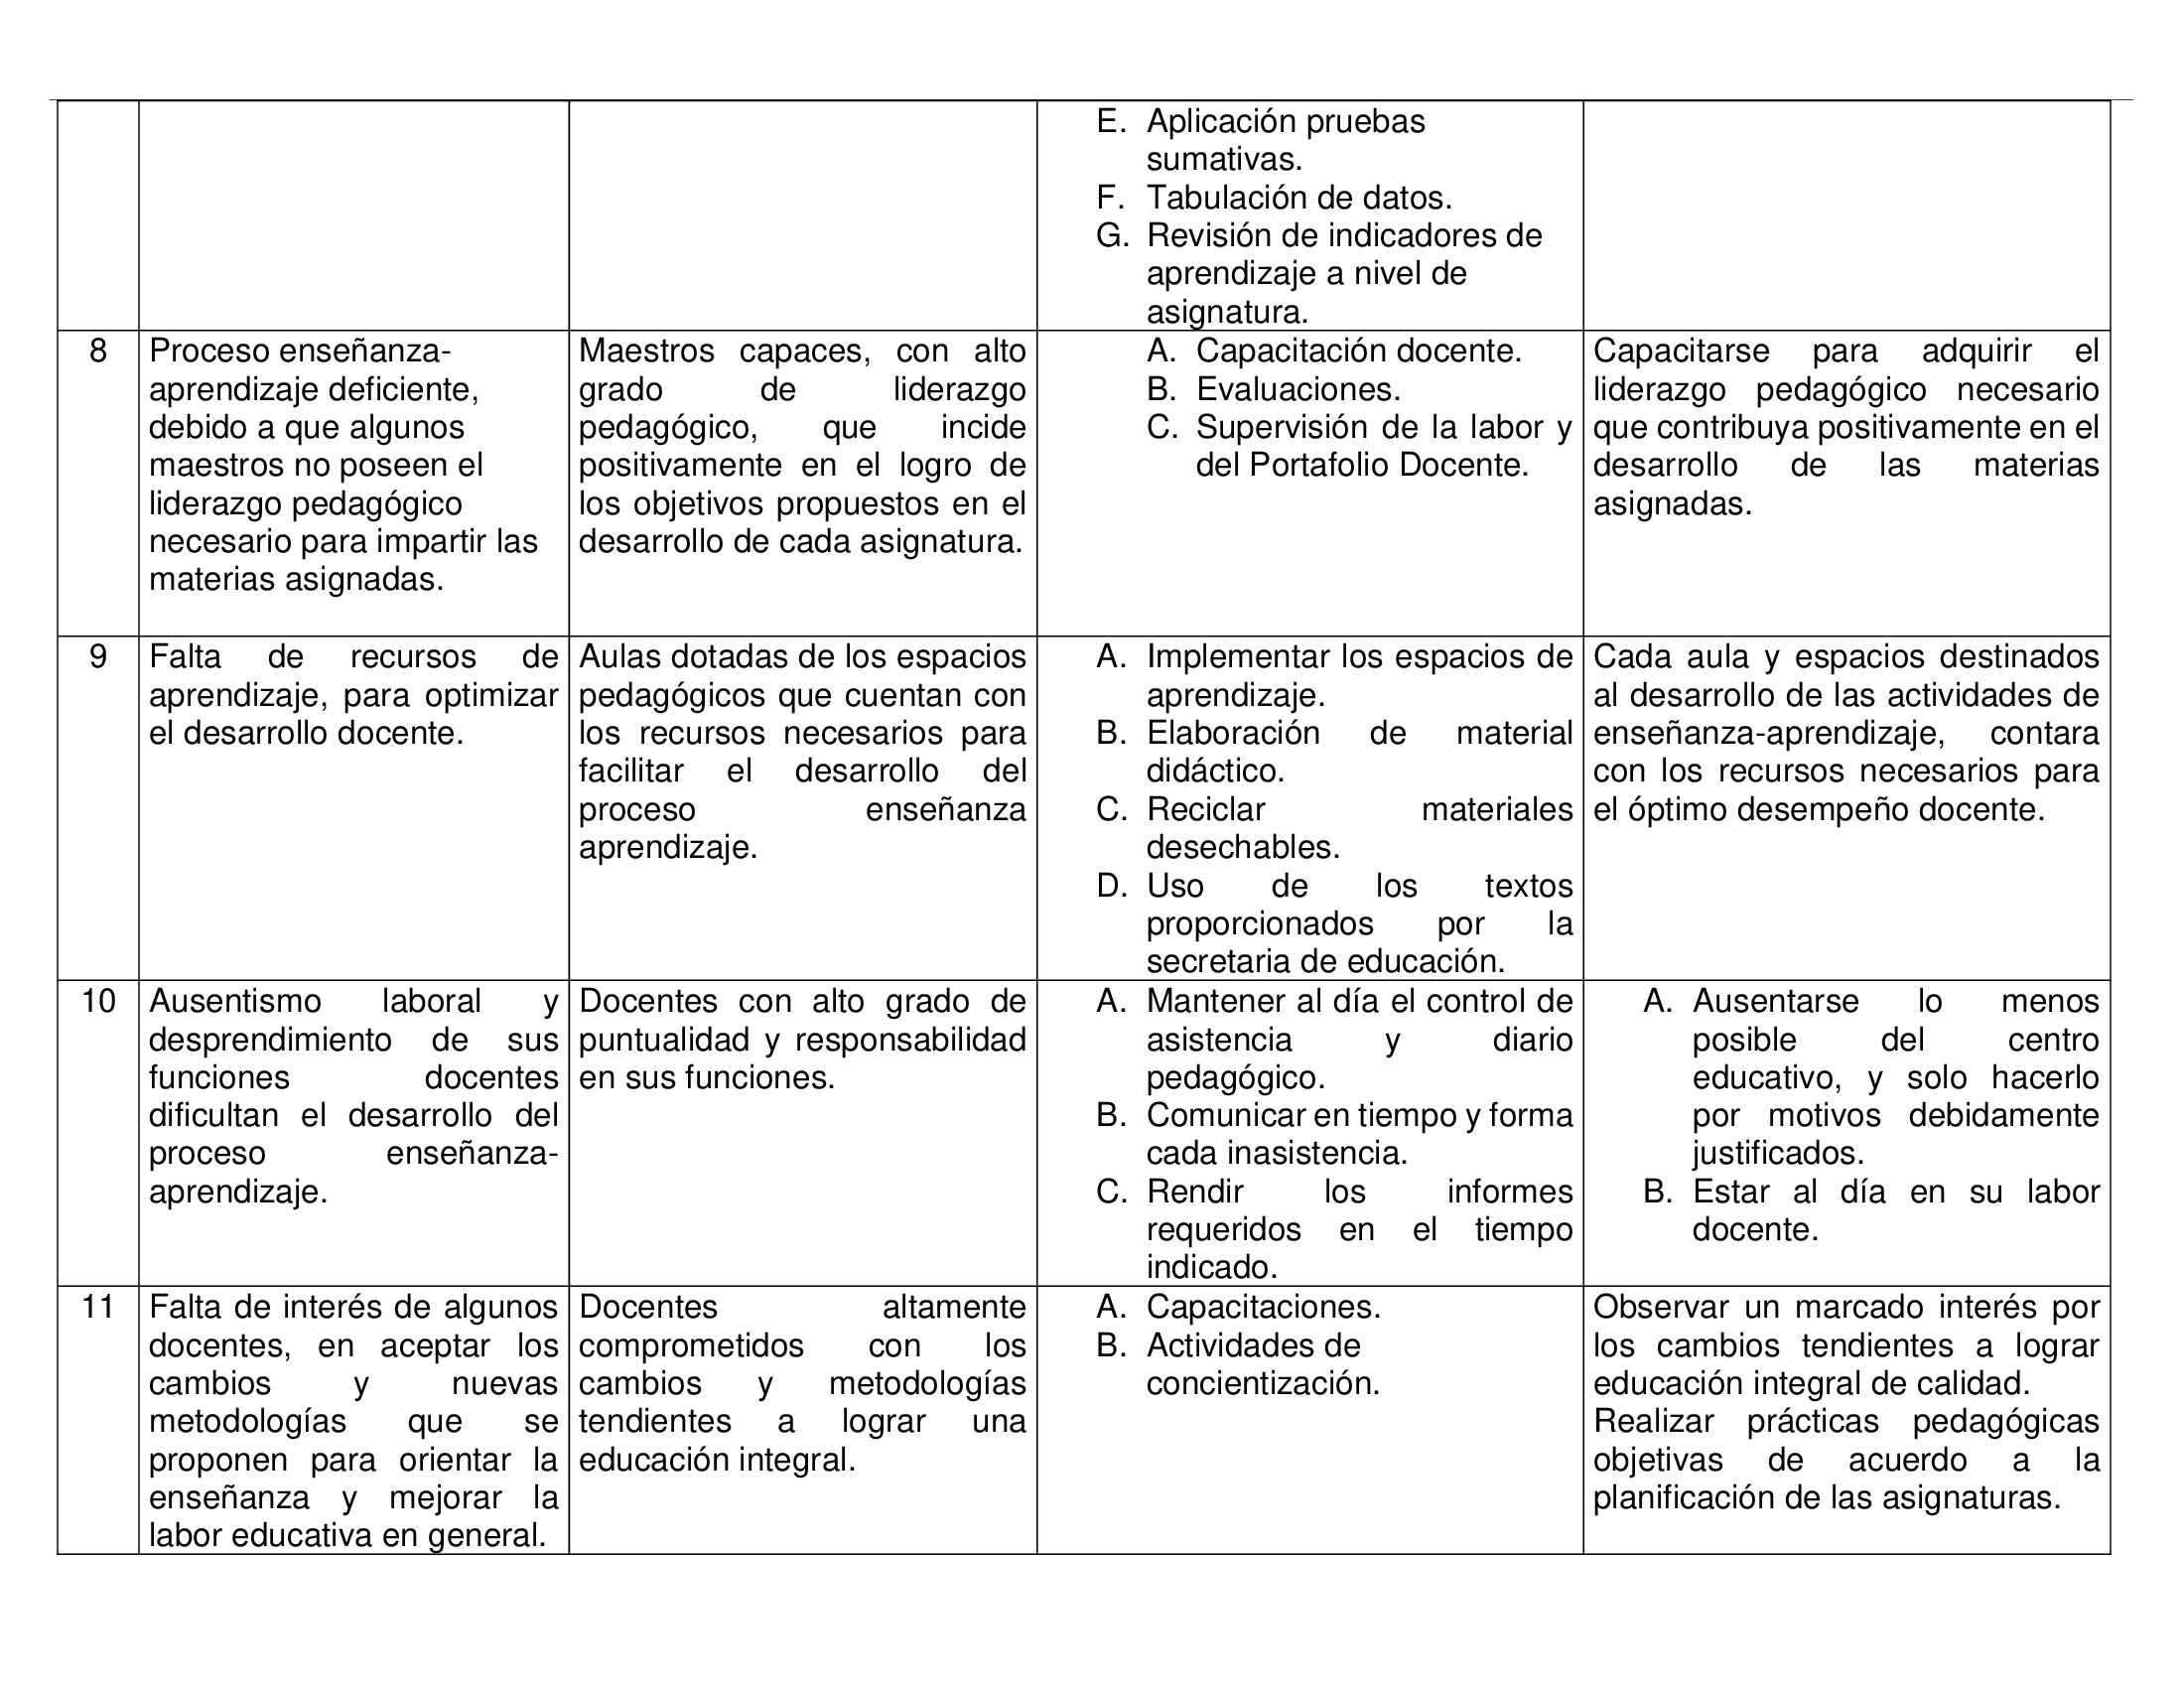 E. Aplicación pruebas
sumativas.
F. Tabulación de datos.
G. Revisión de indicadores de
aprendizaje a nivel de
asignatura.
8
Proceso enseñanza-
aprendizaje deficiente,
debido a que algunos
maestros no poseen el
liderazgo pedagógico
necesario para impartir las
materias asignadas.
Maestros capaces, con alto
grado de liderazgo
pedagógico, que incide
positivamente en el logro de
los objetivos propuestos en el
desarrollo de cada asignatura.
A. Capacitación docente.
B. Evaluaciones.
C. Supervisión de la labor y
del Portafolio Docente.
Capacitarse para adquirir el
liderazgo pedagógico necesario
que contribuya positivamente en el
desarrollo de las materias
asignadas.
9
Falta de recursos de
aprendizaje, para optimizar
el desarrollo docente.
Aulas dotadas de los espacios
pedagógicos que cuentan con
los recursos necesarios para
facilitar el desarrollo del
proceso enseñanza
aprendizaje.
A. Implementar los espacios de
aprendizaje.
B. Elaboración de material
didáctico.
C. Reciclar materiales
desechables.
D. Uso de los textos
proporcionados por la
secretaria de educación.
Cada aula y espacios destinados
al desarrollo de las actividades de
enseñanza-aprendizaje, contara
con los recursos necesarios para
el óptimo desempeño docente.
10
Ausentismo laboral y
desprendimiento de sus
funciones docentes
dificultan el desarrollo del
proceso enseñanza-
aprendizaje.
Docentes con alto grado de
puntualidad y responsabilidad
en sus funciones.
A. Mantener al día el control de
asistencia y diario
pedagógico.
B. Comunicar en tiempo y forma
cada inasistencia.
C. Rendir los informes
requeridos en el tiempo
indicado.
A. Ausentarse lo menos
posible del centro
educativo, y solo hacerlo
por motivos debidamente
justificados.
B. Estar al día en su labor
docente.
11
Falta de interés de algunos
docentes, en aceptar los
cambios y nuevas
metodologías que se
proponen para orientar la
enseñanza y mejorar la
labor educativa en general.
Docentes altamente
comprometidos con los
cambios y metodologías
tendientes a lograr una
educación integral.
A. Capacitaciones.
B. Actividades de
concientización.
Observar un marcado interés por
los cambios tendientes a lograr
educación integral de calidad.
Realizar prácticas pedagógicas
objetivas de acuerdo a la
planificación de las asignaturas.